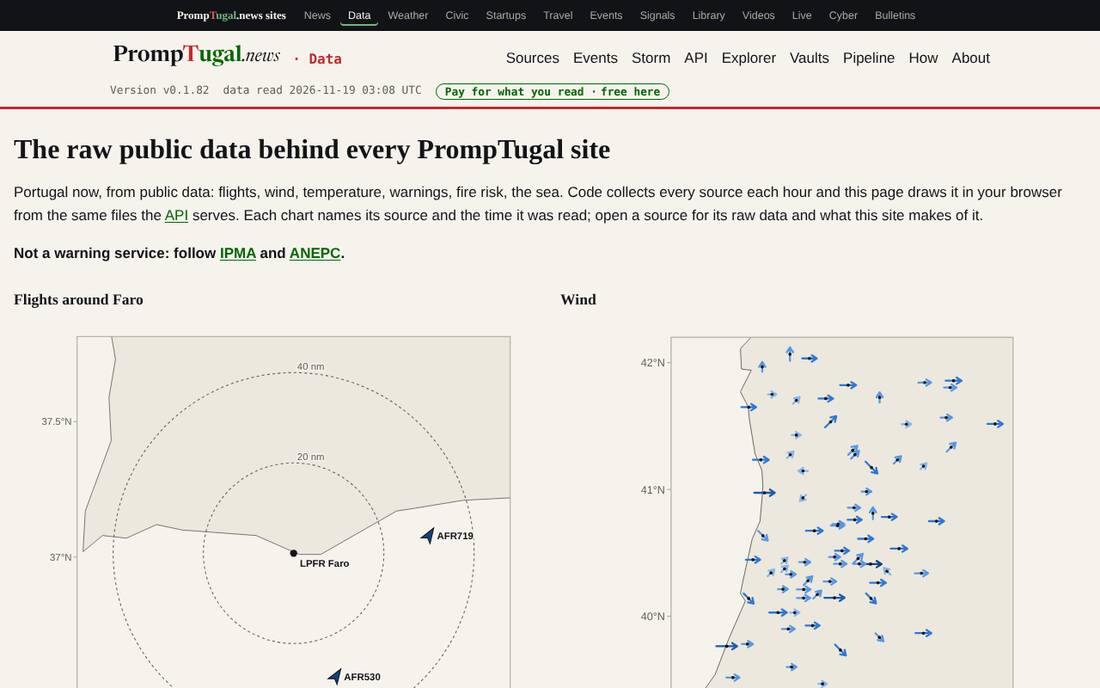 PrompTugal.news sites News Data Weather Civic Startups Travel Events Signals Library Videos Live Cyber Bulletins
PrompTugal.news · Data Sources Events Storm API Explorer Vaults Pipeline How About
Version v0.1.82 data read 2026-11-19 03:08 UTC Pay for what you read · free here
The raw public data behind every PrompTugal site
Portugal now, from public data: flights, wind, temperature, warnings, fire risk, the sea. Code collects every source each hour and this page draws it in your browser
from the same files the API serves. Each chart names its source and the time it was read; open a source for its raw data and what this site makes of it.
Not a warning service: follow IPMA and ANEPC.
Flights around Faro
40 nm
37.5°N
20 nm
AFR719
37°N
LPFR Faro
AFR530
Wind
42°N
41°N
40°N